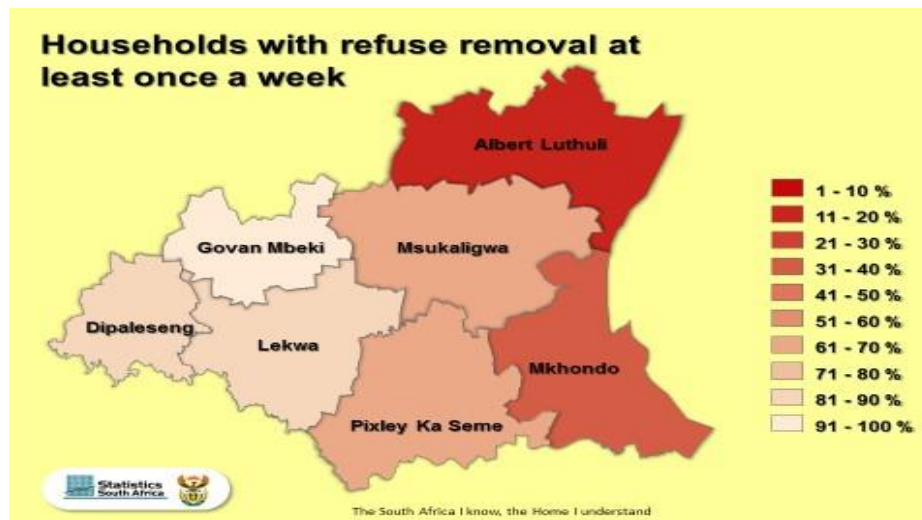 Households with refuse removal at
least once a week
Albert Luthuli
Govan Mbeki
Msukaligwa
Dipaleseng
Lekwa
Mkhondo
Pixley Ka Seme
1 - 10 %
11 - 20 %
21 - 30 %
31 - 40 %
41 - 50 %
51 - 60 %
61 - 70 %
71 - 80 %
81 - 90 %
91 - 100 %
Statistics
South Africa
The South Africa I know, the Home I understand